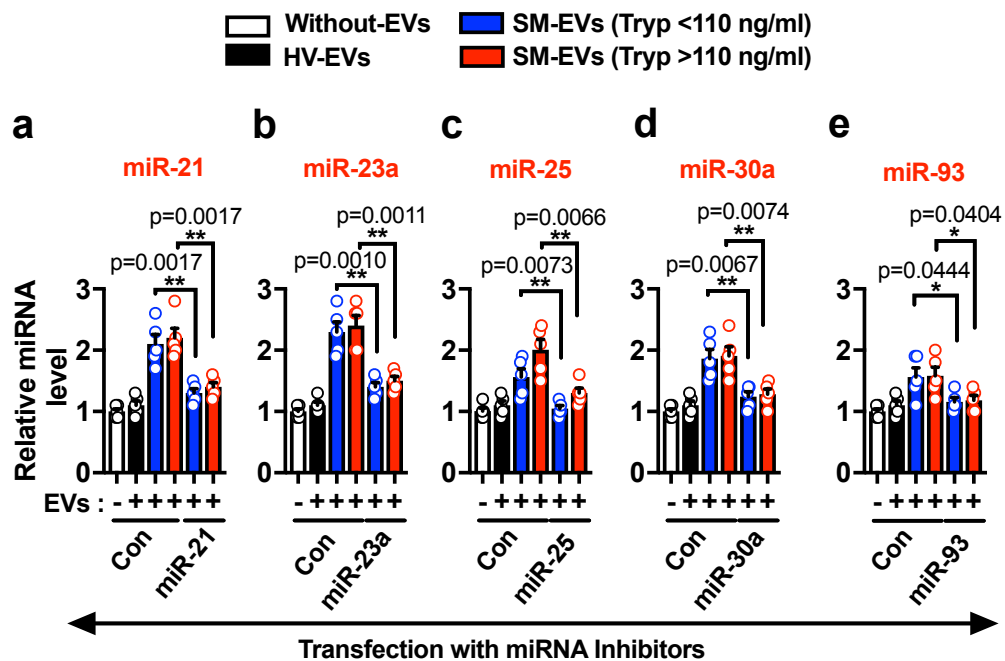 Without-EVs SM-EVs (Tryp <110 ng/ml)
HV-EVs SM-EVs (Tryp >110 ng/ml)
a b c d e
miR-21 miR-23a miR-25 miR-30a miR-93
p=0.0017 p=0.0011 p=0.0066 p=0.0074 p=0.0404
** ** ** ** *
p=0.0017 p=0.0010 p=0.0073 p=0.0067 p=0.0444
** ** ** ** *
Relative miRNA
level
3 3 3 3 3
2 2 2 2 2
1 1 1 1 1
0 0 0 0 0
EVs : - + + + + + - + + + + + - + + + + + - + + + + + - + + + + +
Con miR-21 Con miR-23a Con miR-25 Con miR-30a Con miR-93
Transfection with miRNA Inhibitors